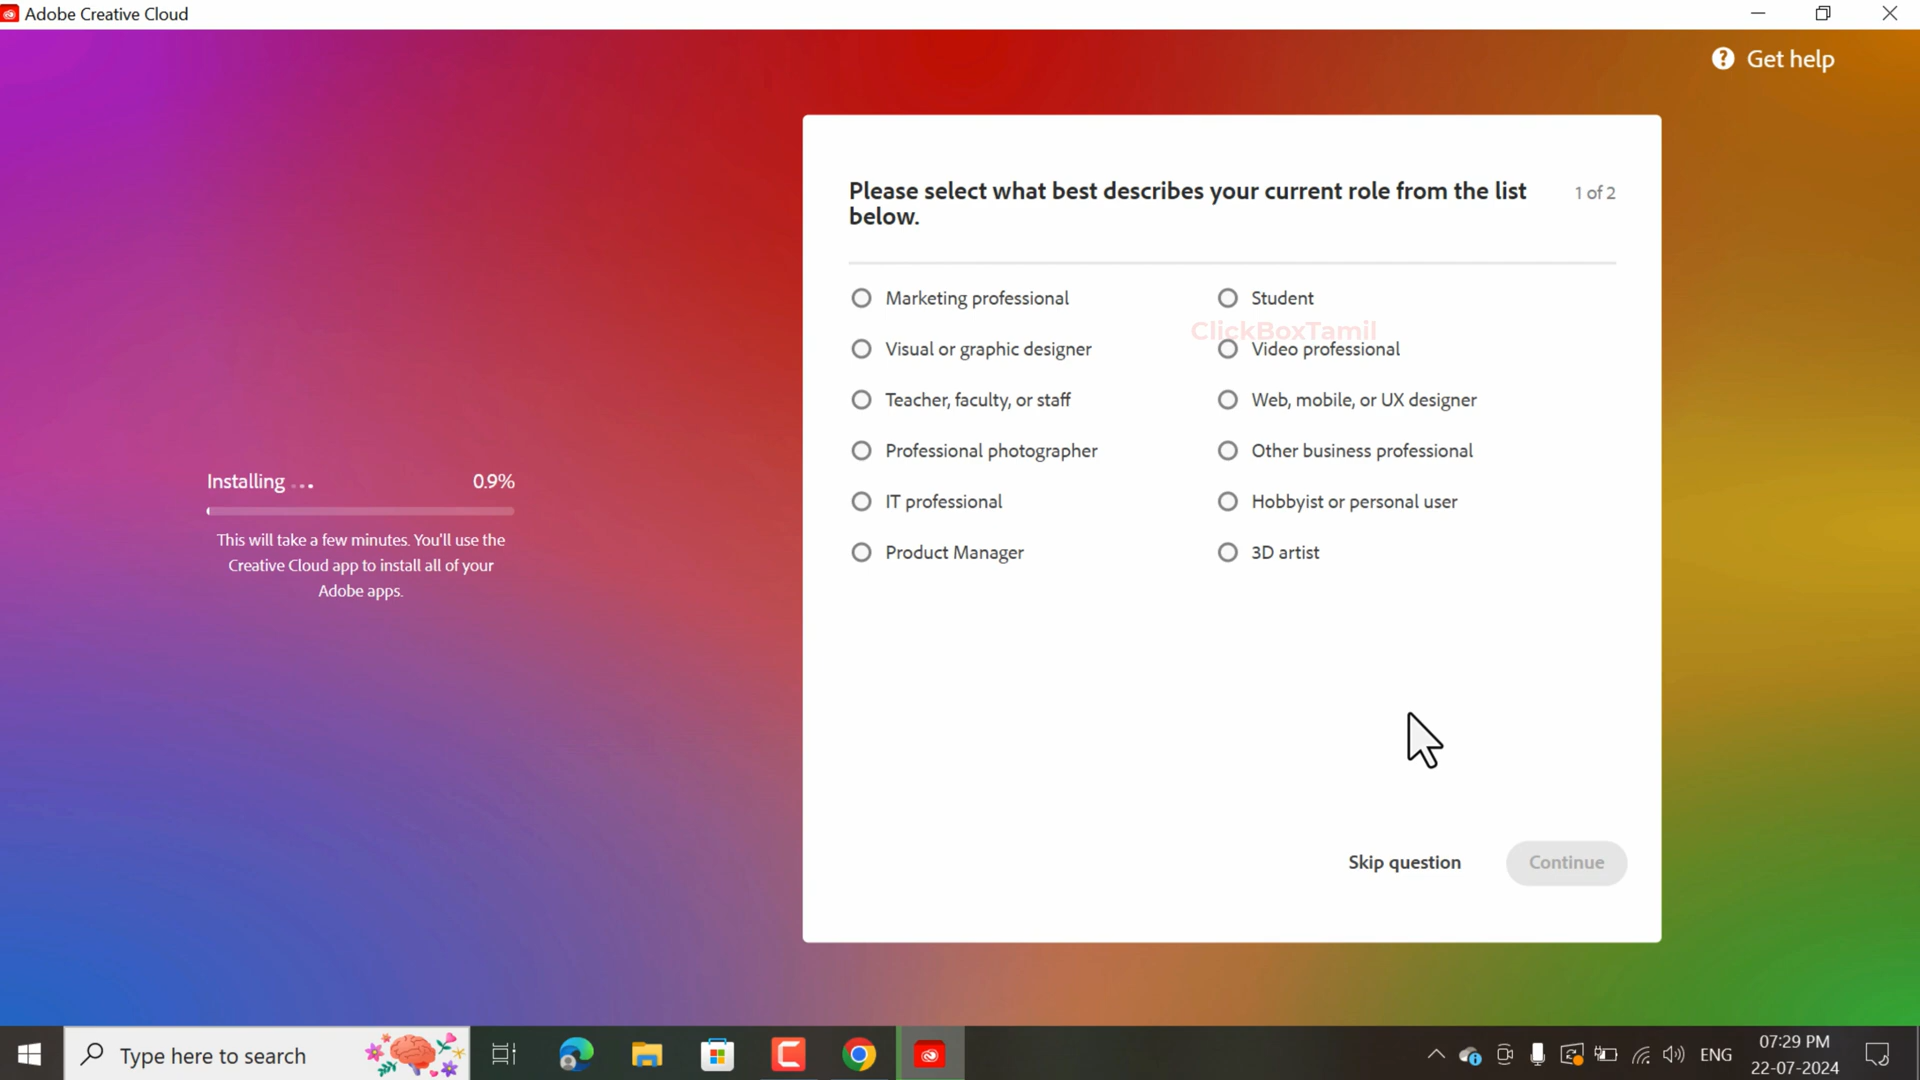 Adobe Creative Cloud
Get help
Please select what best describes your current role from the list
below.
1 of 2
Marketing professional
Student
ClickBoxTamil
Visual or graphic designer
Video professional
Teacher, faculty, or staff
Web, mobile, or UX designer
Professional photographer
Other business professional
IT professional
Hobbyist or personal user
Product Manager
3D artist
Installing ...
0.9%
This will take a few minutes. You'll use the
Creative Cloud app to install all of your
Adobe apps.
Skip question
Continue
Type here to search
ENG
07:29 PM
22-07-2024